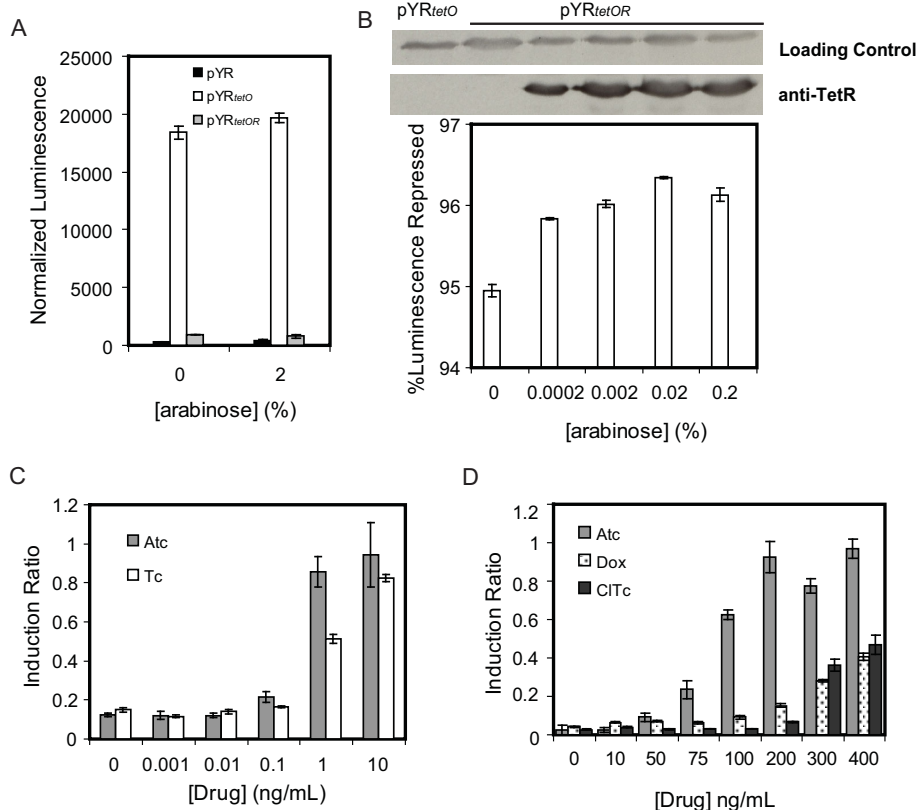 A
25000
20000
15000
10000
5000
0
Normalized Luminescence
pYR
pYRtetO
pYRtetOR
0 2
[arabinose] (%)
B
pYRtetO pYRtetOR
Loading Control
anti-TetR
97
96
95
94
%Luminescence Repressed
0 0.0002 0.002 0.02 0.2
[arabinose] (%)
C
1.2
1
0.8
0.6
0.4
0.2
0
Induction Ratio
Atc
Tc
0 0.001 0.01 0.1 1 10
[Drug] (ng/mL)
D
1.2
1
0.8
0.6
0.4
0.2
0
Induction Ratio
Atc
Dox
ClTc
0 10 50 75 100 200 300 400
[Drug] ng/mL